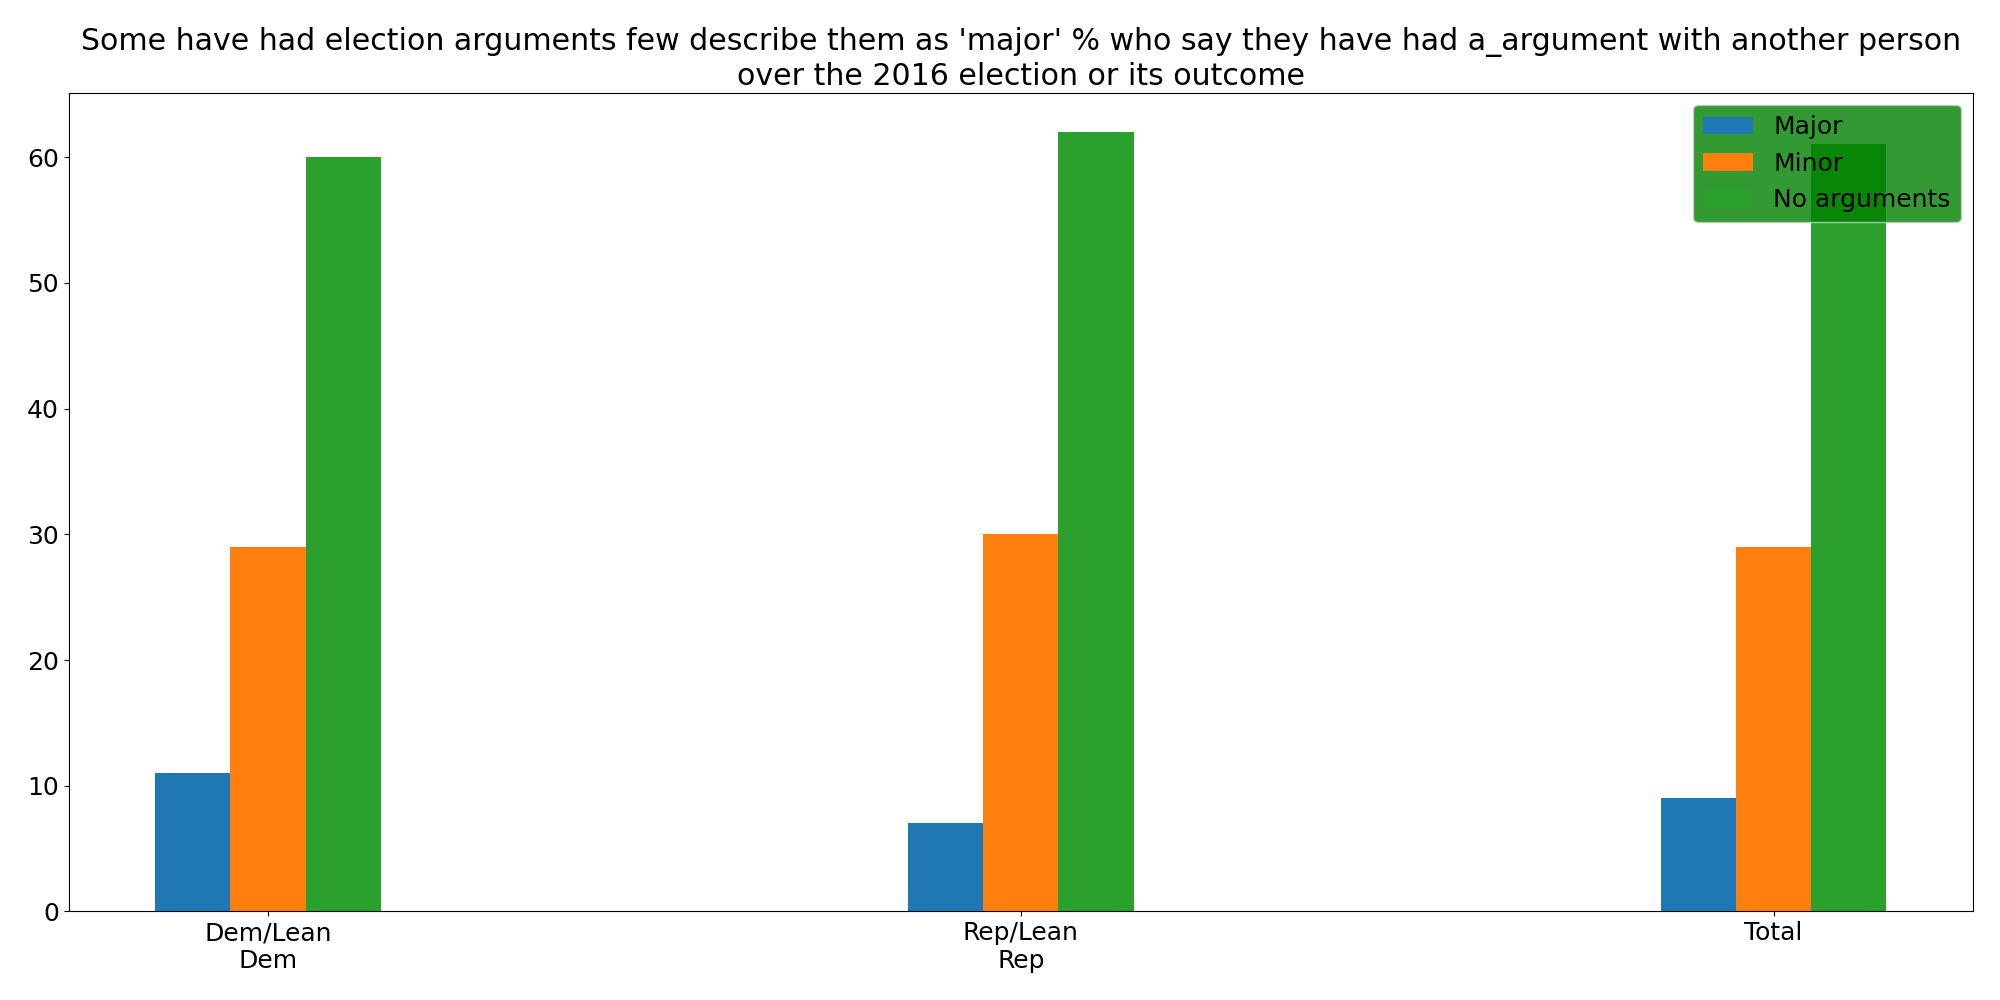 Some have had election arguments few describe them as 'major' % who say they have had a_argument with another person
over the 2016 election or its outcome
Major
Minor
No arguments
60
50
40
30
20
10
0
Dem/Lean
Dem
Rep/Lean
Rep
Total